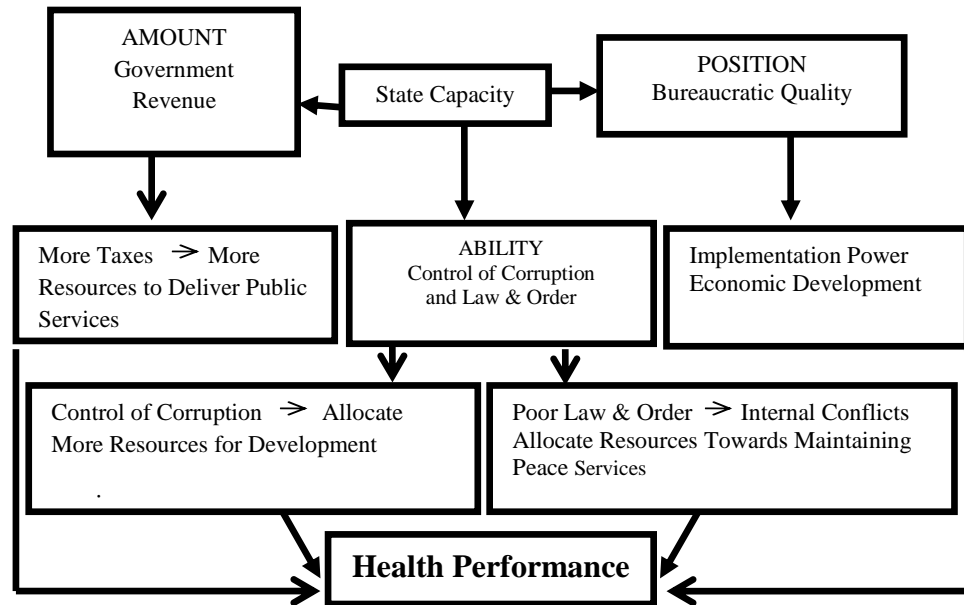 AMOUNT
Government
Revenue
State Capacity
POSITION
Bureaucratic Quality
More Taxes → More
Resources to Deliver Public
Services
ABILITY
Control of Corruption
and Law & Order
Implementation Power
Economic Development
Control of Corruption → Allocate
More Resources for Development
.
Poor Law & Order → Internal Conflicts
Allocate Resources Towards Maintaining
Peace Services
Health Performance